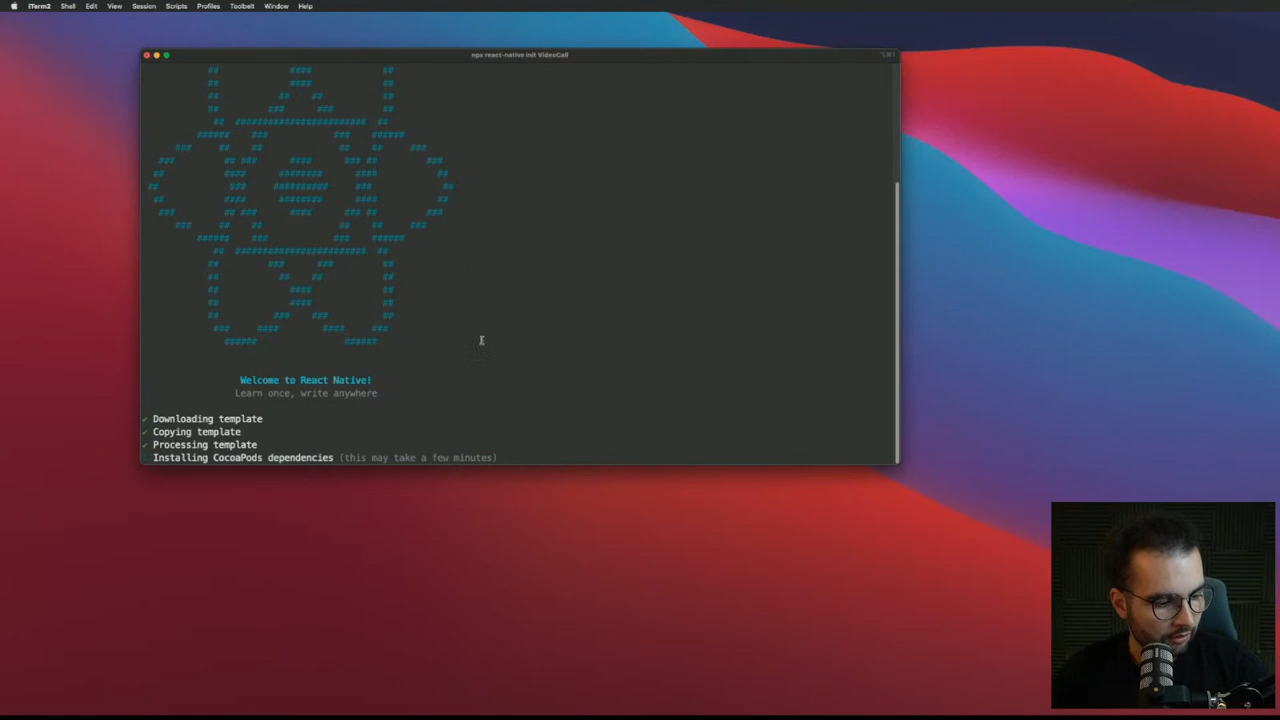 iTerm2 Shell Edit View Session Scripts Profiles Toolbelt Window Help
npx react-native init VideoCall
Welcome to React Native!
Learn once, write anywhere
✓ Downloading template
✓ Copying template
✓ Processing template
Installing CocoaPods dependencies (this may take a few minutes)